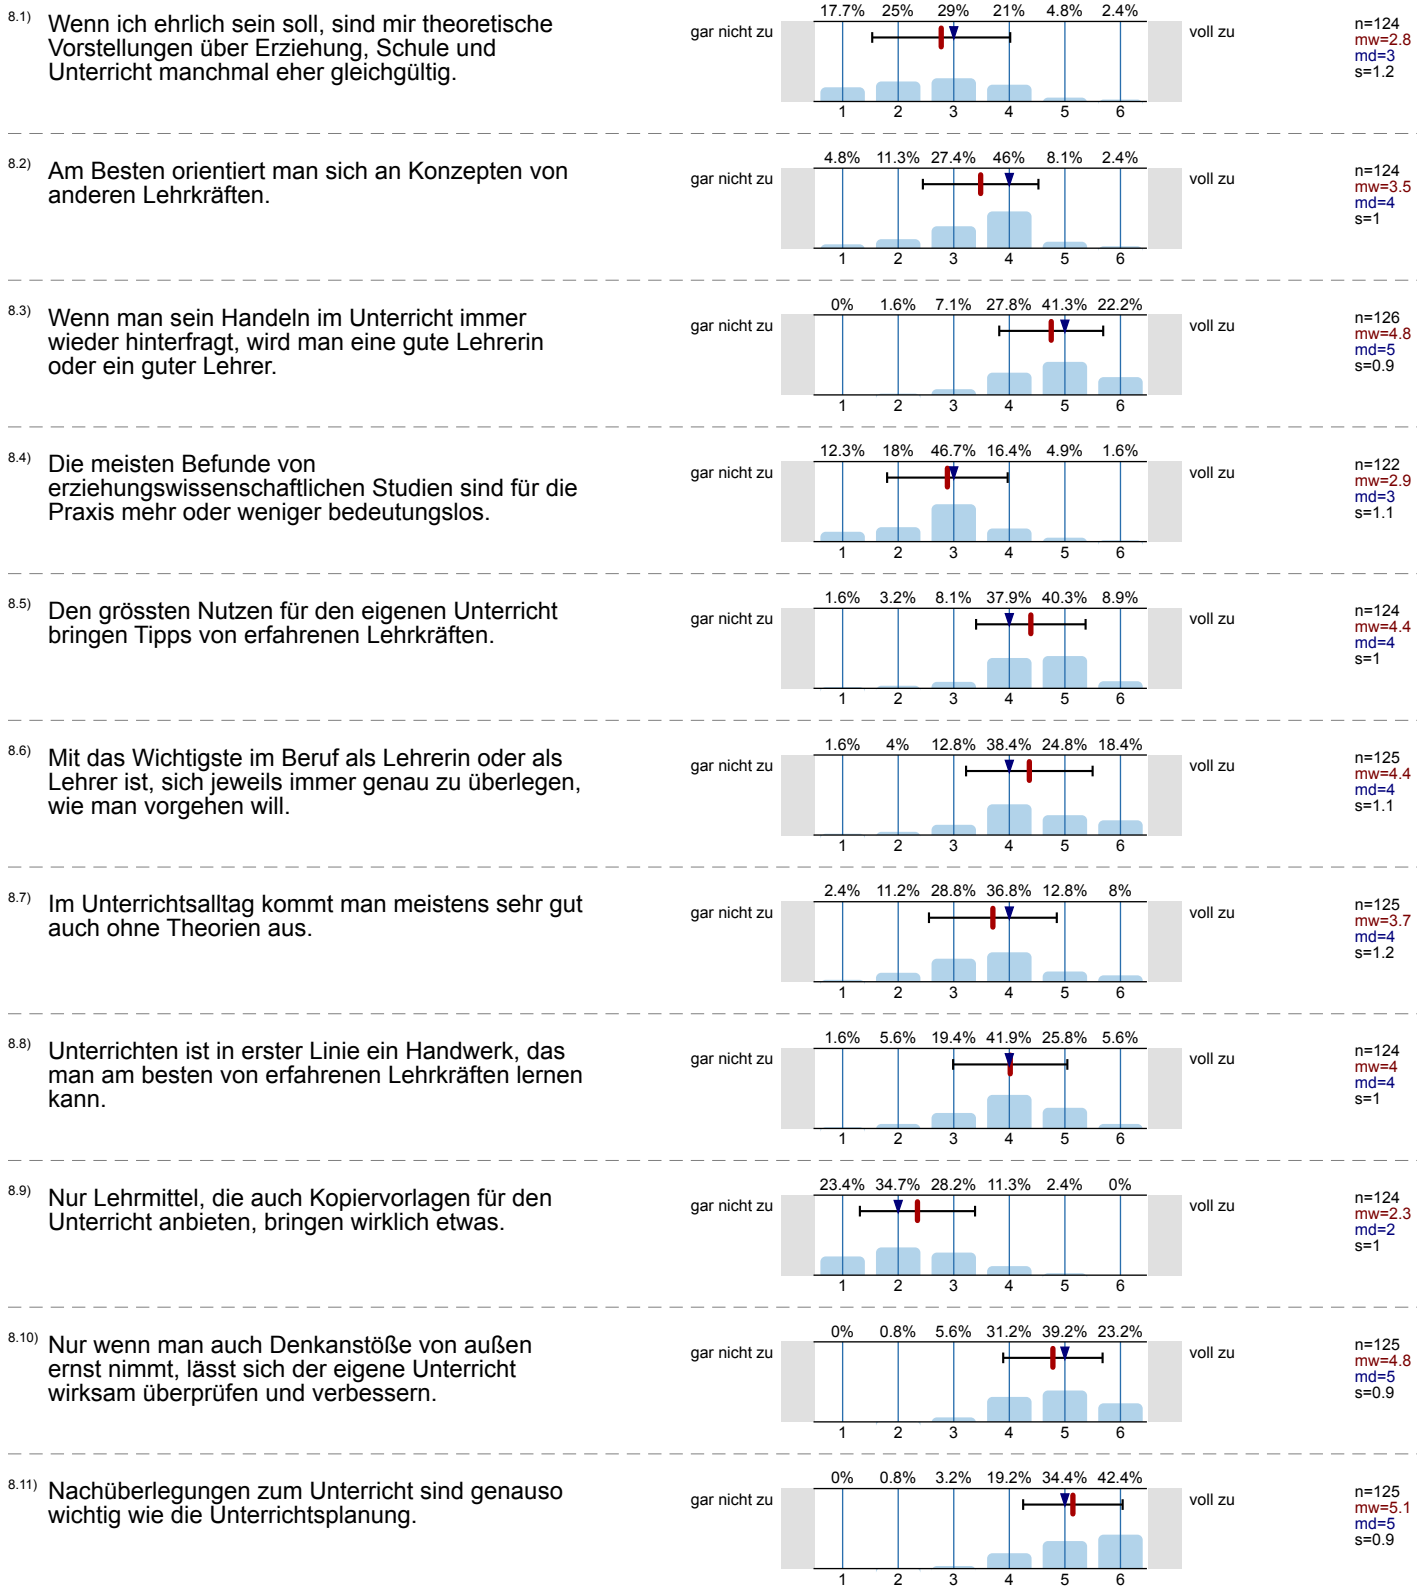 8.1) Wenn ich ehrlich sein soll, sind mir theoretische
Vorstellungen über Erziehung, Schule und
Unterricht manchmal eher gleichgültig.
17.7% 25% 29% 21% 4.8% 2.4%
gar nicht zu voll zu
1 2 3 4 5 6
n=124
mw=2.8
md=3
s=1.2
8.2) Am Besten orientiert man sich an Konzepten von
anderen Lehrkräften.
4.8% 11.3% 27.4% 46% 8.1% 2.4%
gar nicht zu voll zu
1 2 3 4 5 6
n=124
mw=3.5
md=4
s=1
8.3) Wenn man sein Handeln im Unterricht immer
wieder hinterfragt, wird man eine gute Lehrerin
oder ein guter Lehrer.
0% 1.6% 7.1% 27.8% 41.3% 22.2%
gar nicht zu voll zu
1 2 3 4 5 6
n=126
mw=4.8
md=5
s=0.9
8.4) Die meisten Befunde von
erziehungswissenschaftlichen Studien sind für die
Praxis mehr oder weniger bedeutungslos.
12.3% 18% 46.7% 16.4% 4.9% 1.6%
gar nicht zu voll zu
1 2 3 4 5 6
n=122
mw=2.9
md=3
s=1.1
8.5) Den grössten Nutzen für den eigenen Unterricht
bringen Tipps von erfahrenen Lehrkräften.
1.6% 3.2% 8.1% 37.9% 40.3% 8.9%
gar nicht zu voll zu
1 2 3 4 5 6
n=124
mw=4.4
md=4
s=1
8.6) Mit das Wichtigste im Beruf als Lehrerin oder als
Lehrer ist, sich jeweils immer genau zu überlegen,
wie man vorgehen will.
1.6% 4% 12.8% 38.4% 24.8% 18.4%
gar nicht zu voll zu
1 2 3 4 5 6
n=125
mw=4.4
md=4
s=1.1
8.7) Im Unterrichtsalltag kommt man meistens sehr gut
auch ohne Theorien aus.
2.4% 11.2% 28.8% 36.8% 12.8% 8%
gar nicht zu voll zu
1 2 3 4 5 6
n=125
mw=3.7
md=4
s=1.2
8.8) Unterrichten ist in erster Linie ein Handwerk, das
man am besten von erfahrenen Lehrkräften lernen
kann.
1.6% 5.6% 19.4% 41.9% 25.8% 5.6%
gar nicht zu voll zu
1 2 3 4 5 6
n=124
mw=4
md=4
s=1
8.9) Nur Lehrmittel, die auch Kopiervorlagen für den
Unterricht anbieten, bringen wirklich etwas.
23.4% 34.7% 28.2% 11.3% 2.4% 0%
gar nicht zu voll zu
1 2 3 4 5 6
n=124
mw=2.3
md=2
s=1
8.10) Nur wenn man auch Denkanstöße von außen
ernst nimmt, lässt sich der eigene Unterricht
wirksam überprüfen und verbessern.
0% 0.8% 5.6% 31.2% 39.2% 23.2%
gar nicht zu voll zu
1 2 3 4 5 6
n=125
mw=4.8
md=5
s=0.9
8.11) Nachüberlegungen zum Unterricht sind genauso
wichtig wie die Unterrichtsplanung.
0% 0.8% 3.2% 19.2% 34.4% 42.4%
gar nicht zu voll zu
1 2 3 4 5 6
n=125
mw=5.1
md=5
s=0.9